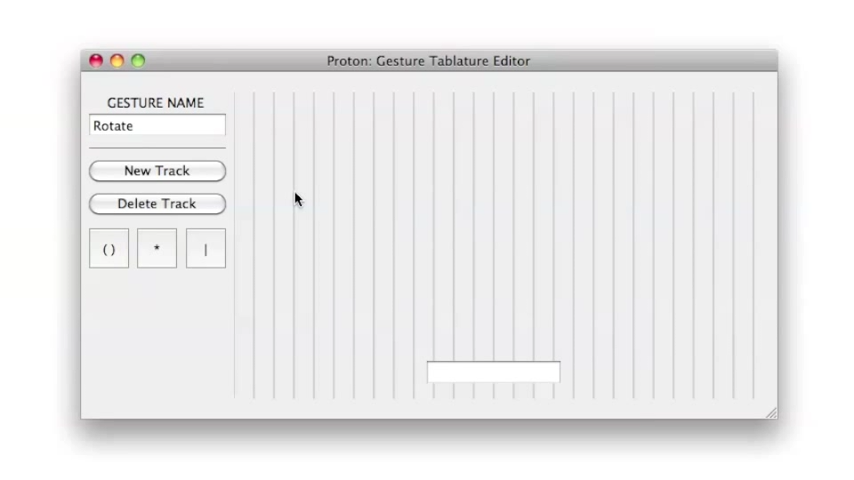 Proton: Gesture Tablature Editor
GESTURE NAME
Rotate
New Track
Delete Track
( ) * |